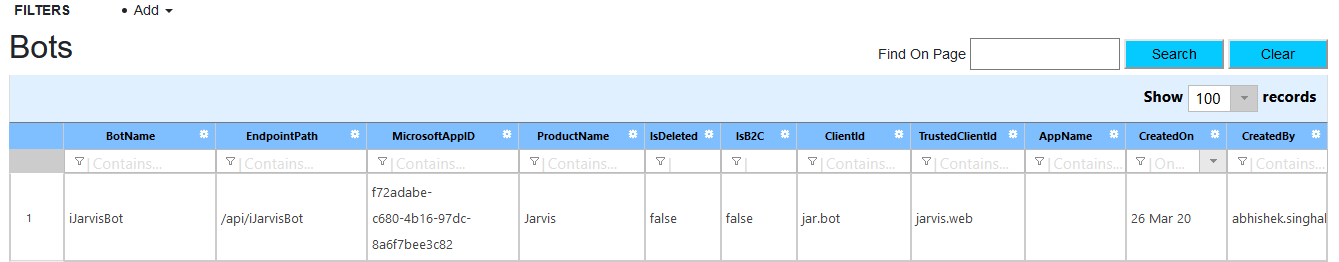 FILTERS • Add
Bots
Find On Page Search Clear
Show 100 records
BotName EndpointPath MicrosoftAppID ProductName IsDeleted IsB2C ClientId TrustedClientId AppName CreatedOn CreatedBy
|Contains... |Contains... |Contains... |Contains... | | |Contains... |Contains... |Contains... |On... |Contains...
1 iJarvisBot /api/iJarvisBot f72adabe-
c680-4b16-97dc-
8a6f7bee3c82 Jarvis false false jar.bot jarvis.web 26 Mar 20 abhishek.singhal